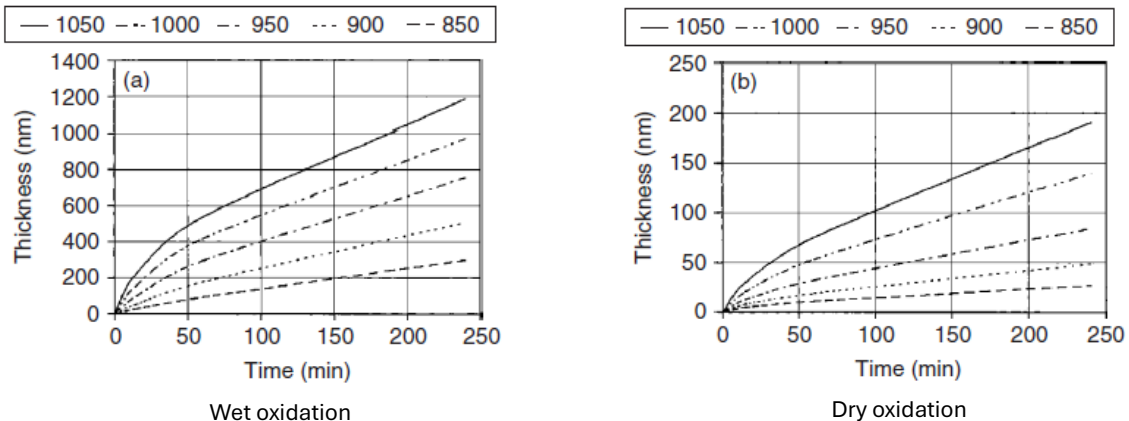 1050 1000 950 900 850
1400
1200
1000
800
600
400
200
0
Thickness (nm)
(a)
0 50 100 150 200 250
Time (min)
Wet oxidation
1050 1000 950 900 850
250
200
150
100
50
0
Thickness (nm)
(b)
0 50 100 150 200 250
Time (min)
Dry oxidation